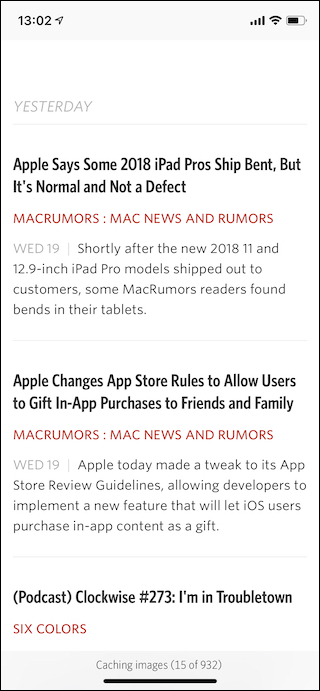 13:02
YESTERDAY
Apple Says Some 2018 iPad Pros Ship Bent, But
It's Normal and Not a Defect
MACRUMORS : MAC NEWS AND RUMORS
WED 19 | Shortly after the new 2018 11 and
12.9-inch iPad Pro models shipped out to
customers, some MacRumors readers found
bends in their tablets.
Apple Changes App Store Rules to Allow Users
to Gift In-App Purchases to Friends and Family
MACRUMORS : MAC NEWS AND RUMORS
WED 19 | Apple today made a tweak to its App
Store Review Guidelines, allowing developers to
implement a new feature that will let iOS users
purchase in-app content as a gift.
(Podcast) Clockwise #273: I'm in Troubletown
SIX COLORS
Caching images (15 of 932)